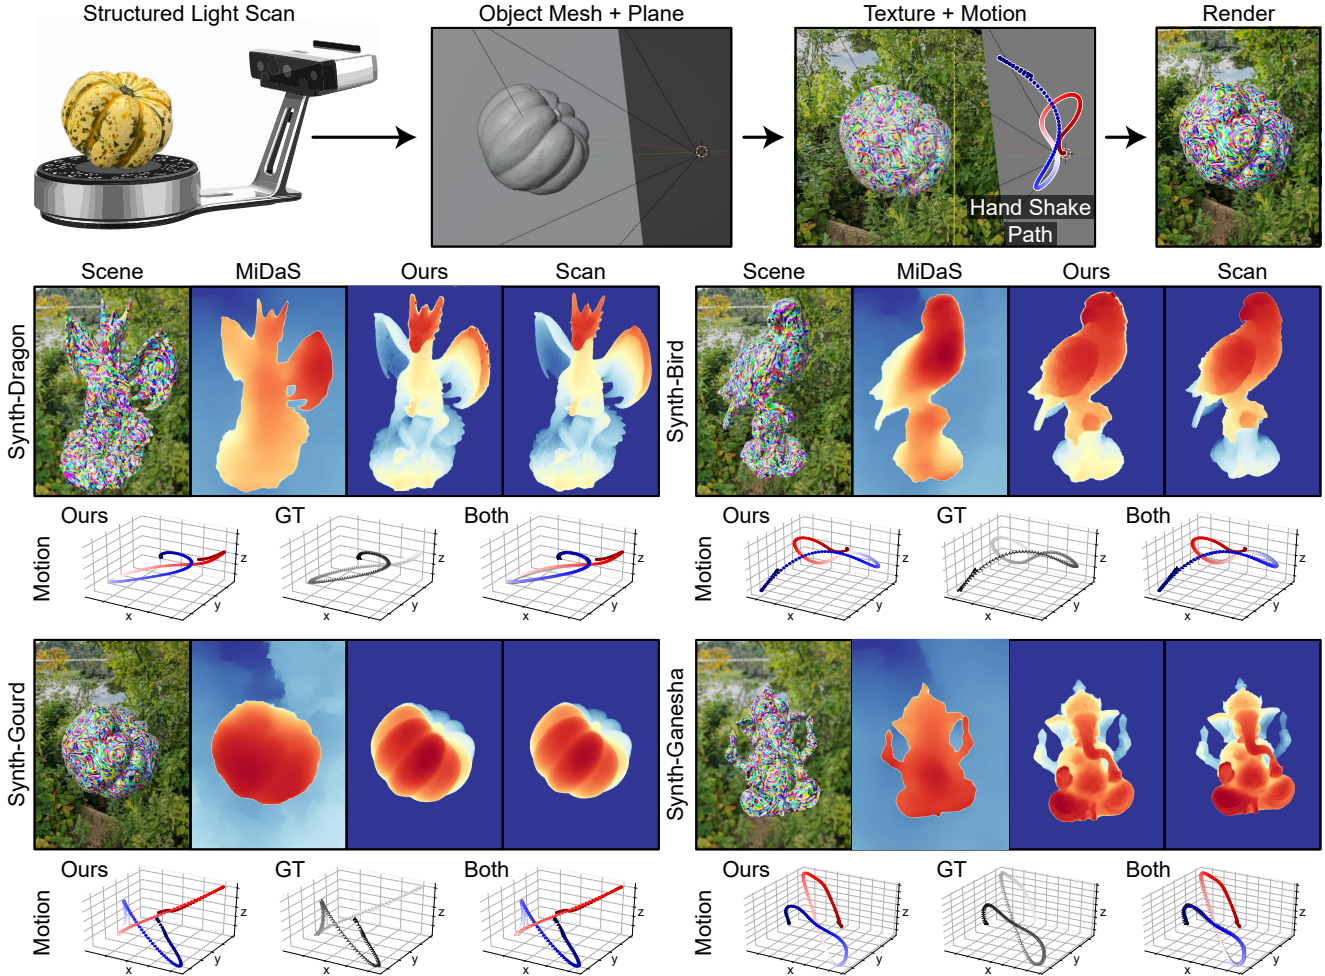 Structured Light Scan
Object Mesh + Plane
Texture + Motion
Render
Hand Shake
Path
Scene
MiDaS
Ours
Scan
Scene
MiDaS
Ours
Scan
Synth-Dragon
Synth-Bird
Ours
GT
Both
Ours
GT
Both
Motion
x
y
z
x
y
z
x
y
z
Motion
x
y
z
x
y
z
x
y
z
Synth-Gourd
Synth-Ganesha
Ours
GT
Both
Ours
GT
Both
Motion
x
y
z
x
y
z
x
y
z
Motion
x
y
z
x
y
z
x
y
z